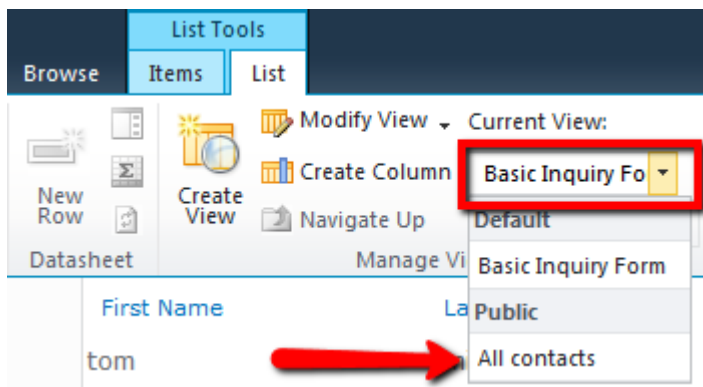 List Tools
Browse
Items
List
New Row
Datasheet
Create View
Modify View
Create Column
Navigate Up
Manage Vi
Current View:
Basic Inquiry Fo
Default
Basic Inquiry Form
Public
All contacts
First Name
La
tom